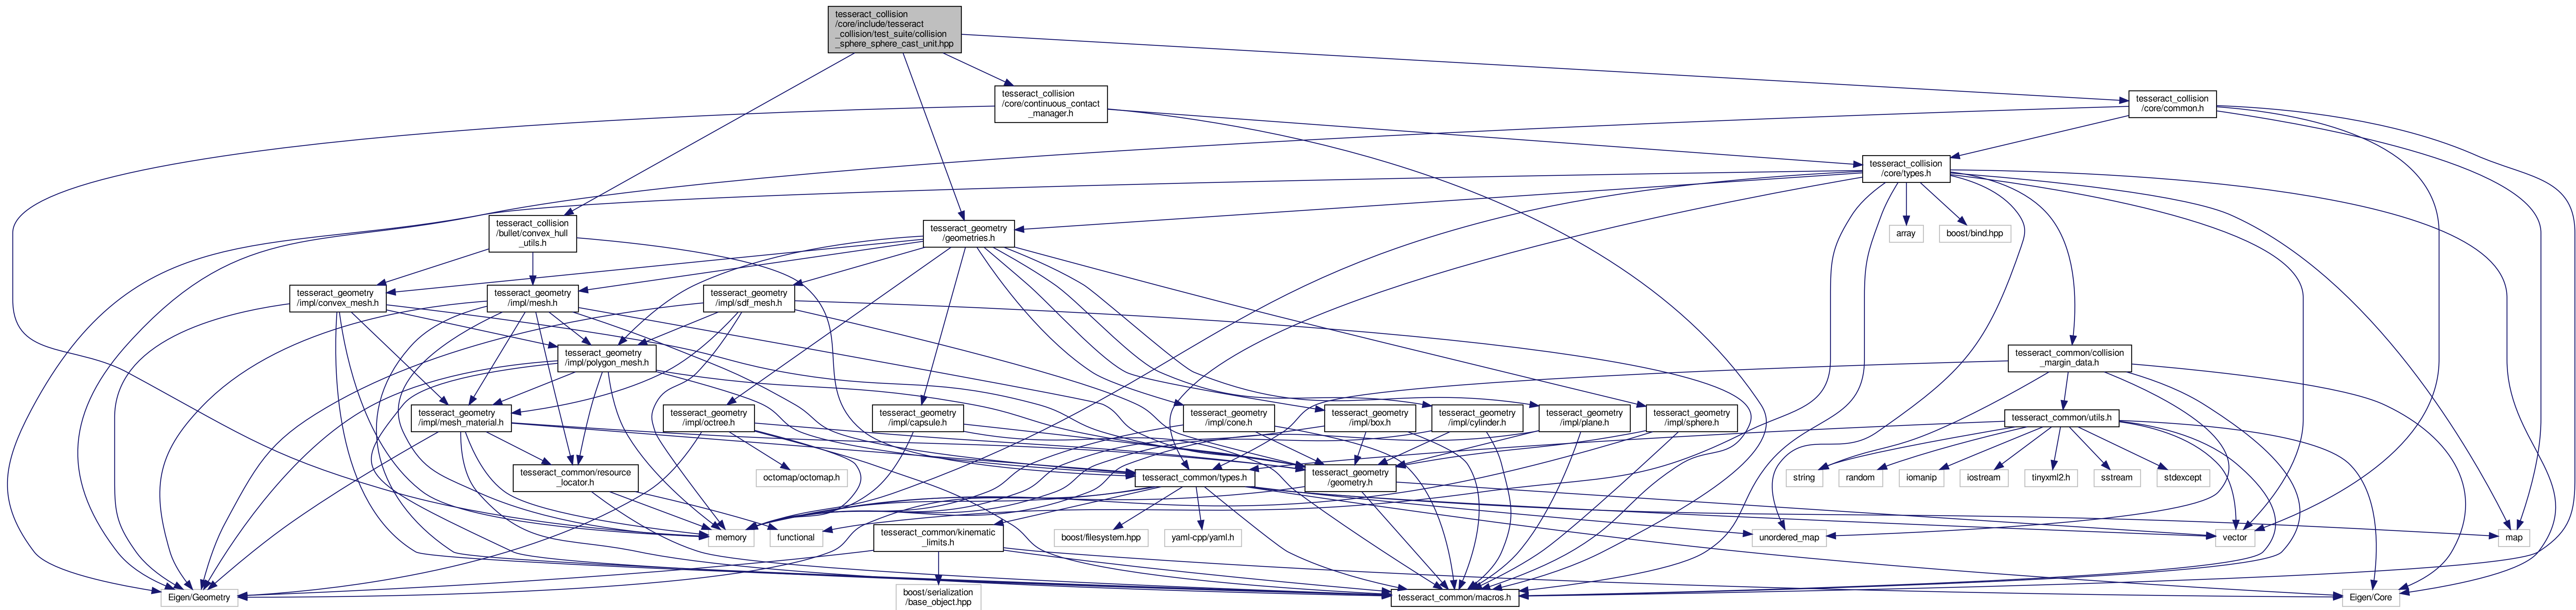 tesseract_collision
/core/include/tesseract
_collision/test_suite/collision
_sphere_sphere_cast_unit.hpp
tesseract_collision
/core/continuous_contact
_manager.h
tesseract_collision
/core/common.h
tesseract_collision
/core/types.h
tesseract_collision
/bullet/convex_hull
_utils.h
tesseract_geometry
/geometries.h
array
boost/bind.hpp
tesseract_geometry
/impl/convex_mesh.h
tesseract_geometry
/impl/mesh.h
tesseract_geometry
/impl/sdf_mesh.h
tesseract_geometry
/impl/polygon_mesh.h
tesseract_common/collision
_margin_data.h
tesseract_geometry
/impl/mesh_material.h
tesseract_geometry
/impl/octree.h
tesseract_geometry
/impl/capsule.h
tesseract_geometry
/impl/cone.h
tesseract_geometry
/impl/box.h
tesseract_geometry
/impl/cylinder.h
tesseract_geometry
/impl/plane.h
tesseract_geometry
/impl/sphere.h
tesseract_common/utils.h
tesseract_common/resource
_locator.h
octomap/octomap.h
tesseract_common/types.h
tesseract_geometry
/geometry.h
string
random
iomanip
iostream
tinyxml2.h
sstream
stdexcept
memory
functional
tesseract_common/kinematic
_limits.h
boost/filesystem.hpp
yaml-cpp/yaml.h
unordered_map
vector
map
Eigen/Geometry
boost/serialization
/base_object.hpp
tesseract_common/macros.h
Eigen/Core